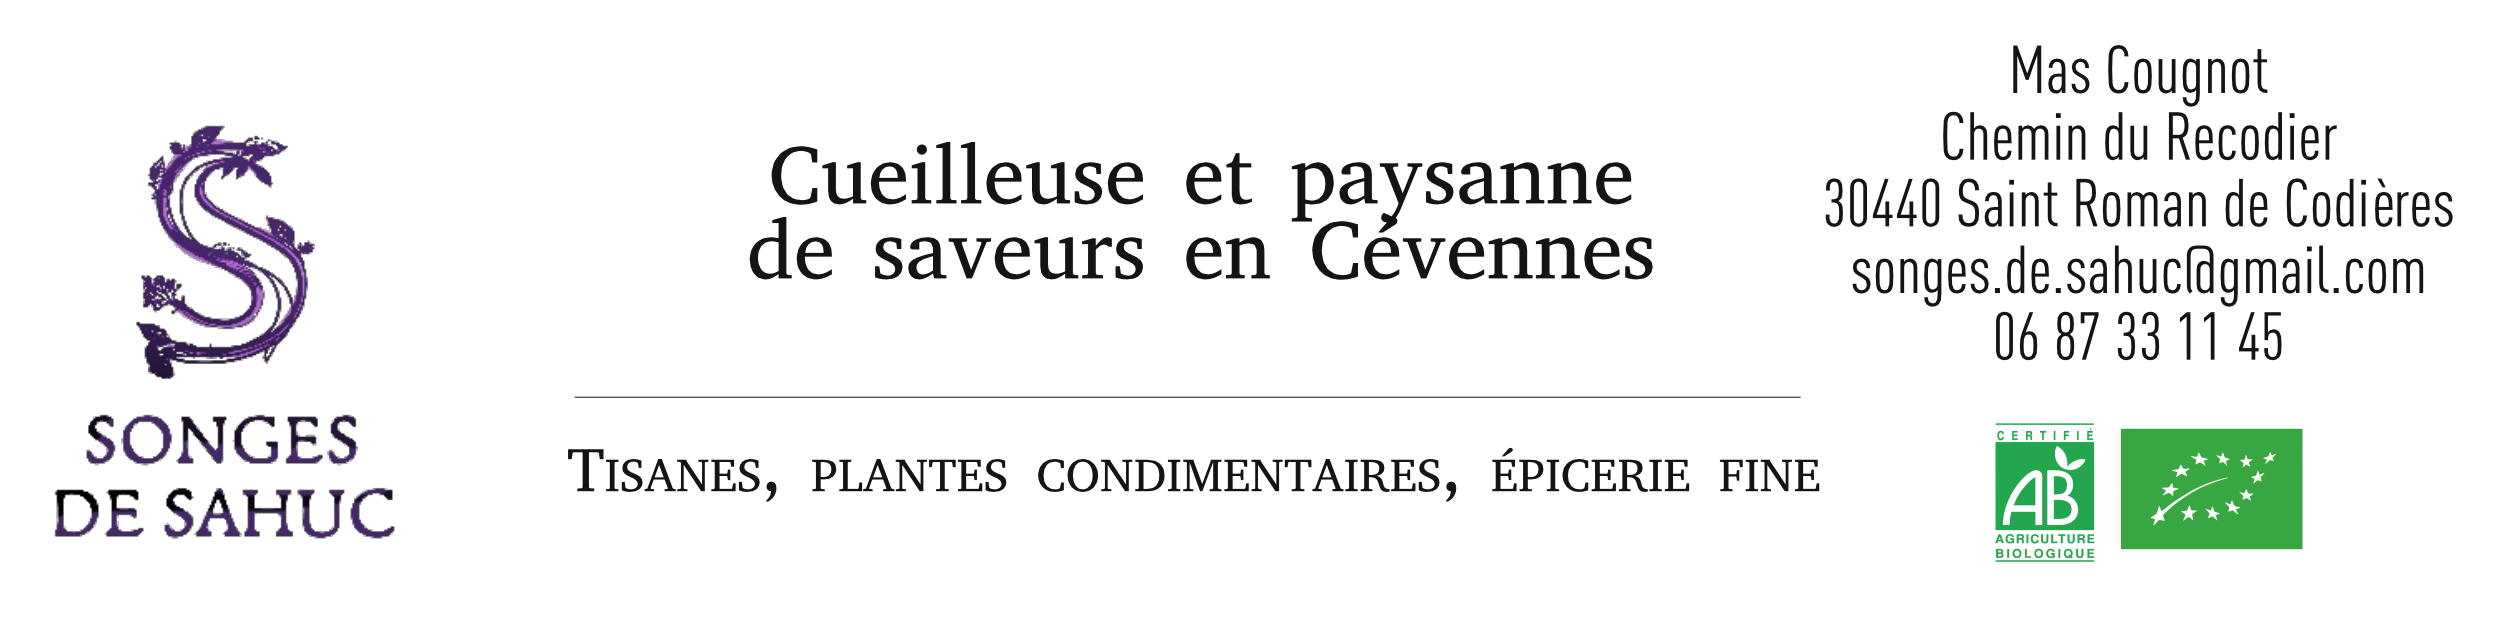 SONGES
DE SAHUC
Cueilleuse et paysanne
de saveurs en Cévennes
Tisanes, plantes condimentaires, épicerie fine
Mas Cougnot
Chemin du Recodier
30440 Saint Roman de Codières
songes.de.sahuc@gmail.com
06 87 33 11 45
CERTIFIÉ
AB
AGRICULTURE
BIOLOGIQUE